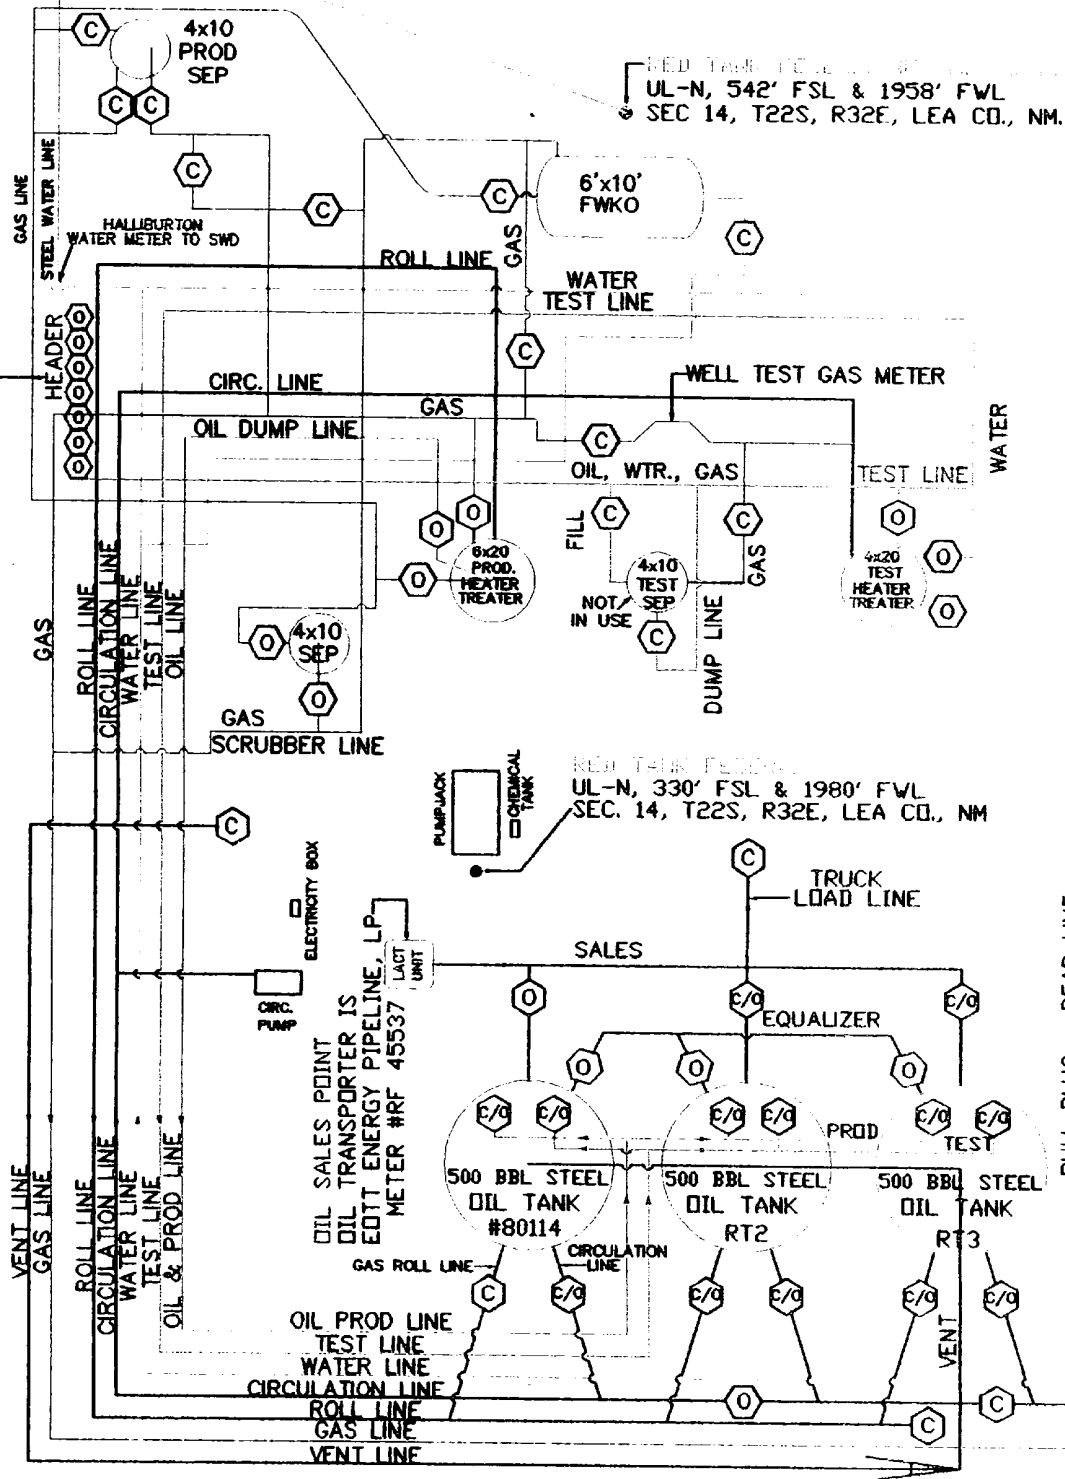 C
4x10
PROD
SEP
C
C
UL-N, 542' FSL & 1958' FWL
SEC 14, T22S, R32E, LEA CO., NM.
C
C
C
6'x10'
FWKO
C
GAS LINE
STEEL WATER LINE
HALLIBURTON
WATER METER TO SWD
ROLL LINE
GAS
WATER
TEST LINE
HEADER
O
O
O
O
O
O
O
C
CIRC. LINE
GAS
WELL TEST GAS METER
OIL DUMP LINE
C
OIL, WTR., GAS
TEST LINE
WATER
O
O
FILL
C
C
GAS
O
O
6x20
PROD.
HEATER
TREATER
O
4x10
TEST
SEP
NOT
IN USE
C
DUMP LINE
4x20
TEST
HEATER
TREATER
O
O
4x10
SEP
O
O
GAS
ROLL LINE
CIRCULATION LINE
WATER LINE
TEST LINE
OIL LINE
GAS
SCRUBBER LINE
C
PUMPJACK
CHEMICAL
TANK
RED TANK
UL-N, 330' FSL & 1980' FWL
SEC. 14, T22S, R32E, LEA CO., NM
ELECTRICITY BOX
C
TRUCK
LOAD LINE
CIRC.
PUMP
LACT
UNIT
SALES
OIL SALES POINT
OIL TRANSPORTER IS
EOTT ENERGY PIPELINE, LP
METER #RF 45537
O
C/O
C/O
EQUALIZER
O
O
O
C/O
C/O
C/O
C/O
C/O
C/O
PROD
TEST
500 BBL STEEL
OIL TANK
#80114
500 BBL STEEL
OIL TANK
RT2
500 BBL STEEL
OIL TANK
RT3
GAS ROLL LINE
CIRCULATION
LINE
C
C/O
C/O
C/O
C/O
C/O
VENT
VENT LINE
GAS LINE
ROLL LINE
CIRCULATION LINE
WATER LINE
TEST LINE
OIL & PROD LINE
OIL PROD LINE
TEST LINE
WATER LINE
CIRCULATION LINE
ROLL LINE
GAS LINE
VENT LINE
O
C
C